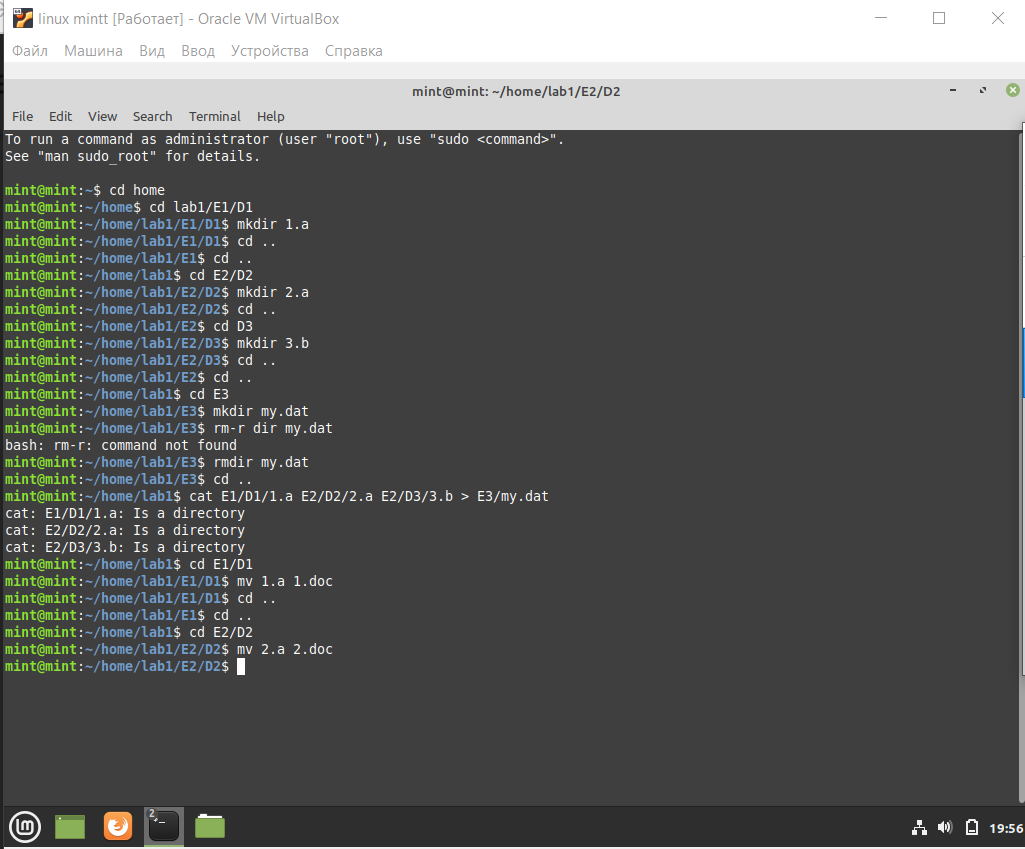 linux mintt [Работает] - Oracle VM VirtualBox
Файл Машина Вид Ввод Устройства Справка
mint@mint: ~/home/lab1/E2/D2
File Edit View Search Terminal Help
To run a command as administrator (user "root"), use "sudo <command>".
See "man sudo_root" for details.
mint@mint:~$ cd home
mint@mint:~/home$ cd lab1/E1/D1
mint@mint:~/home/lab1/E1/D1$ mkdir 1.a
mint@mint:~/home/lab1/E1/D1$ cd ..
mint@mint:~/home/lab1/E1$ cd ..
mint@mint:~/home/lab1$ cd E2/D2
mint@mint:~/home/lab1/E2/D2$ mkdir 2.a
mint@mint:~/home/lab1/E2/D2$ cd ..
mint@mint:~/home/lab1/E2$ cd D3
mint@mint:~/home/lab1/E2/D3$ mkdir 3.b
mint@mint:~/home/lab1/E2/D3$ cd ..
mint@mint:~/home/lab1/E2$ cd ..
mint@mint:~/home/lab1$ cd E3
mint@mint:~/home/lab1/E3$ mkdir my.dat
mint@mint:~/home/lab1/E3$ rm-r dir my.dat
bash: rm-r: command not found
mint@mint:~/home/lab1/E3$ rmdir my.dat
mint@mint:~/home/lab1/E3$ cd ..
mint@mint:~/home/lab1$ cat E1/D1/1.a E2/D2/2.a E2/D3/3.b > E3/my.dat
cat: E1/D1/1.a: Is a directory
cat: E2/D2/2.a: Is a directory
cat: E2/D3/3.b: Is a directory
mint@mint:~/home/lab1$ cd E1/D1
mint@mint:~/home/lab1/E1/D1$ mv 1.a 1.doc
mint@mint:~/home/lab1/E1/D1$ cd ..
mint@mint:~/home/lab1/E1$ cd ..
mint@mint:~/home/lab1$ cd E2/D2
mint@mint:~/home/lab1/E2/D2$ mv 2.a 2.doc
mint@mint:~/home/lab1/E2/D2$
2
19:56